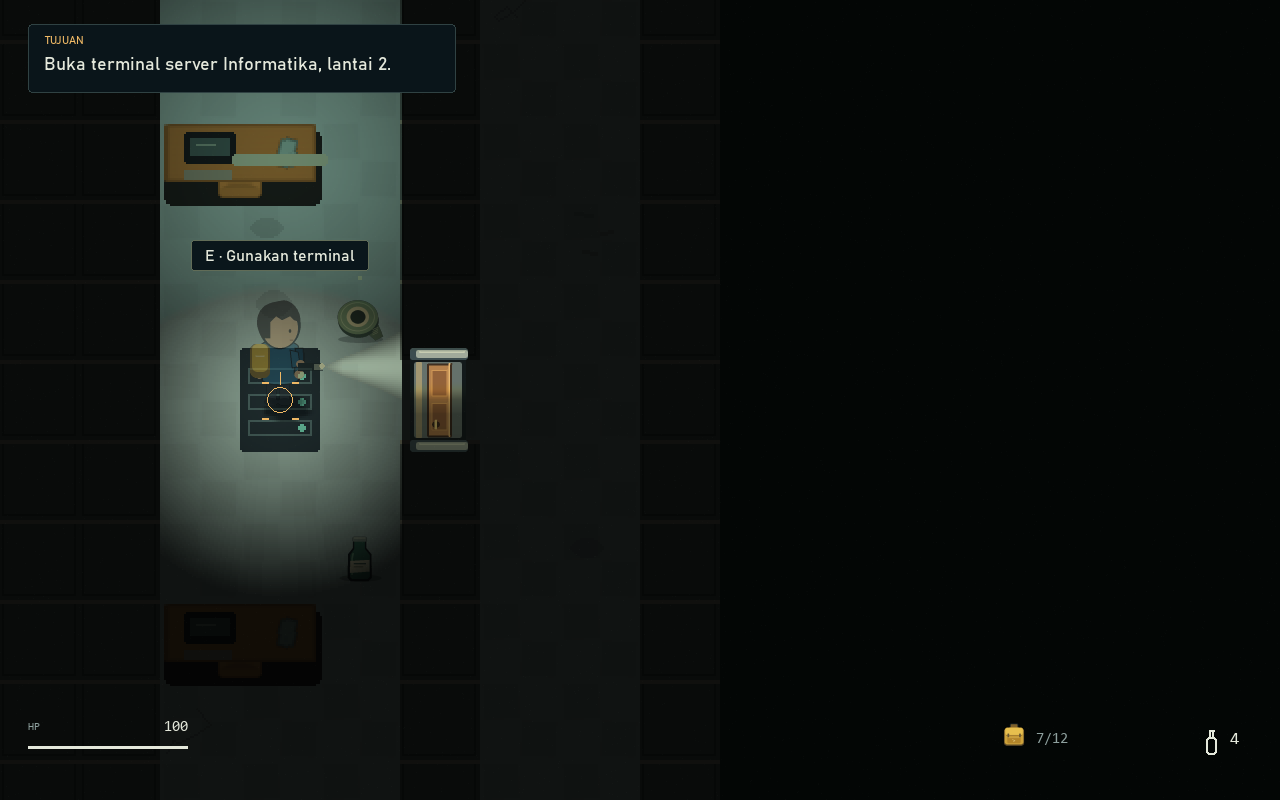 TUJUAN
Buka terminal server Informatika, lantai 2.
E · Gunakan terminal
HP 100
7/12
4